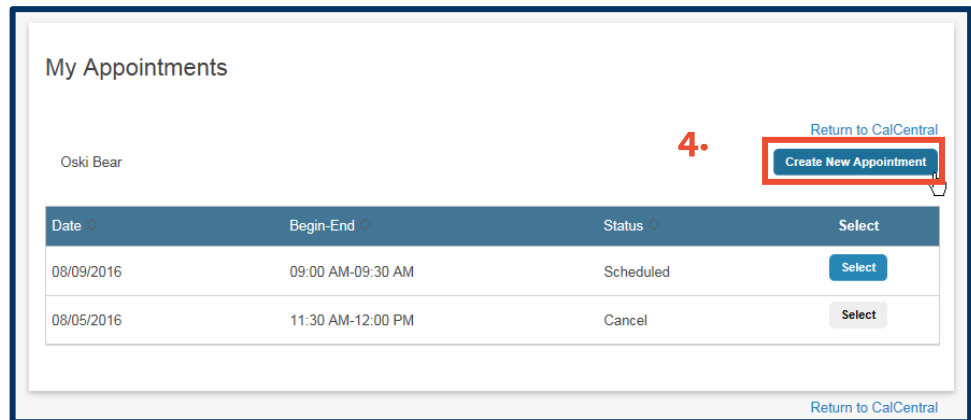 My Appointments
Return to CalCentral
4.
Oski Bear
Create New Appointment
Date Begin-End Status Select
08/09/2016 09:00 AM-09:30 AM Scheduled Select
08/05/2016 11:30 AM-12:00 PM Cancel Select
Return to CalCentral